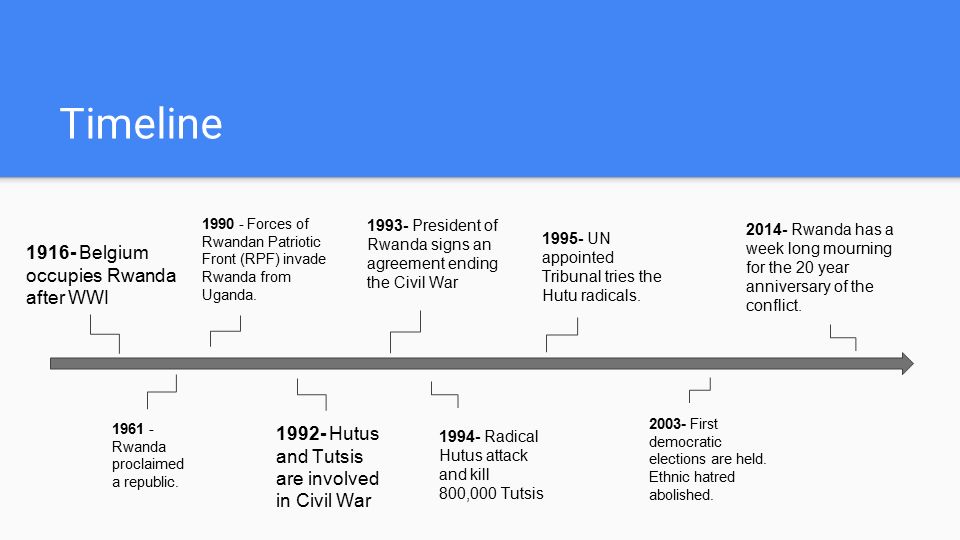 Timeline
1916- Belgium
occupies Rwanda
after WWI
1961 -
Rwanda
proclaimed
a republic.
1990 - Forces of
Rwandan Patriotic
Front (RPF) invade
Rwanda from
Uganda.
1992- Hutus
and Tutsis
are involved
in Civil War
1993- President of
Rwanda signs an
agreement ending
the Civil War
1994- Radical
Hutus attack
and kill
800,000 Tutsis
1995- UN
appointed
Tribunal tries the
Hutu radicals.
2003- First
democratic
elections are held.
Ethnic hatred
abolished.
2014- Rwanda has a
week long mourning
for the 20 year
anniversary of the
conflict.